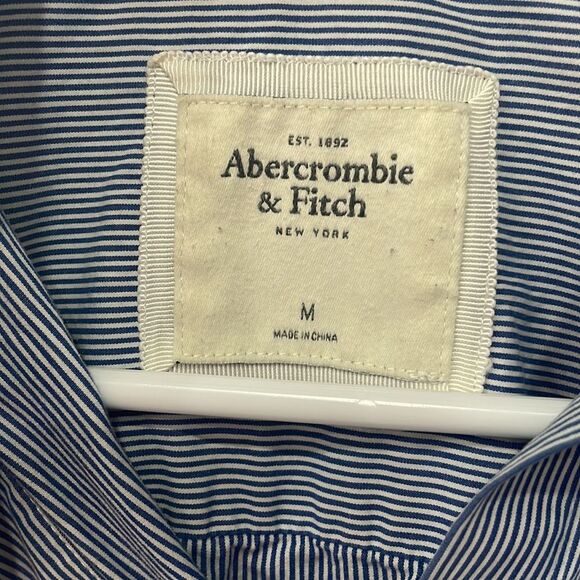 EST. 1892
Abercrombie
& Fitch
NEW YORK
M
MADE IN CHINA